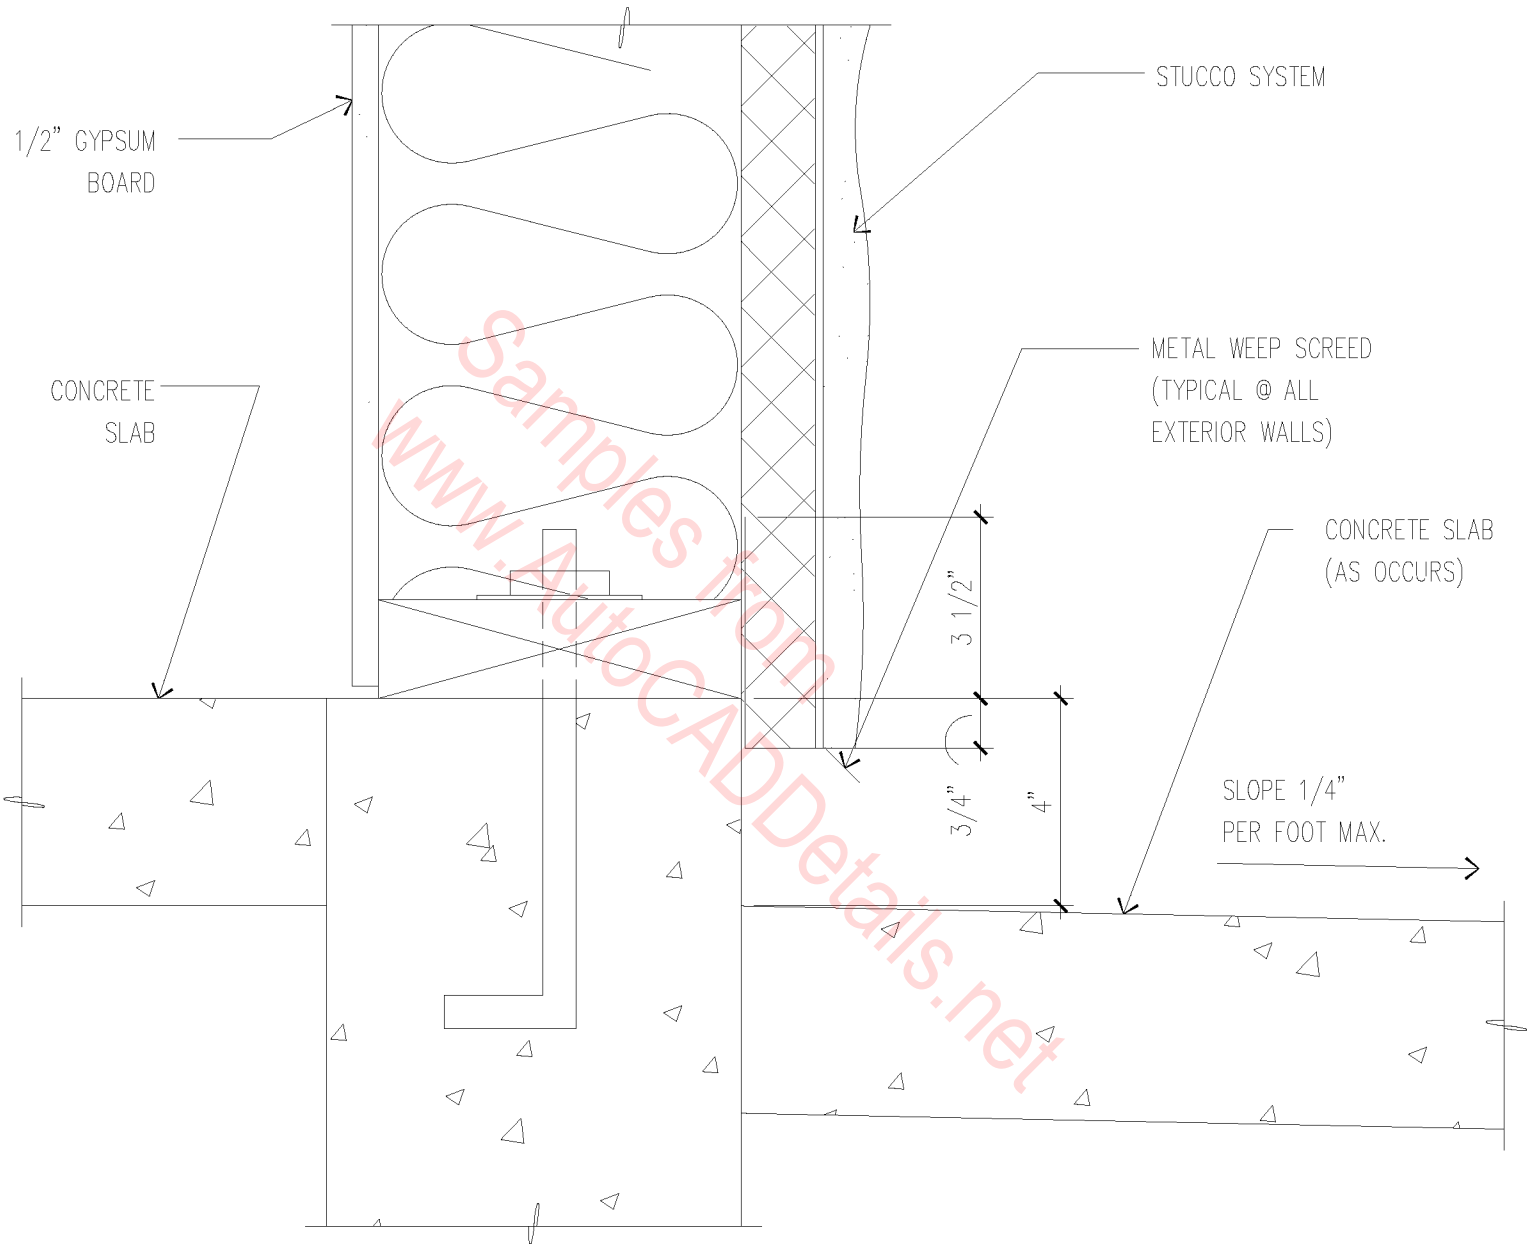 STUCCO SYSTEM
1/2" GYPSUM
BOARD
METAL WEEP SCREED
(TYPICAL @ ALL
EXTERIOR WALLS)
CONCRETE
SLAB
CONCRETE SLAB
(AS OCCURS)
3 1/2"
3/4"
4"
SLOPE 1/4"
PER FOOT MAX.
Samples from
www.AutoCADDetails.net